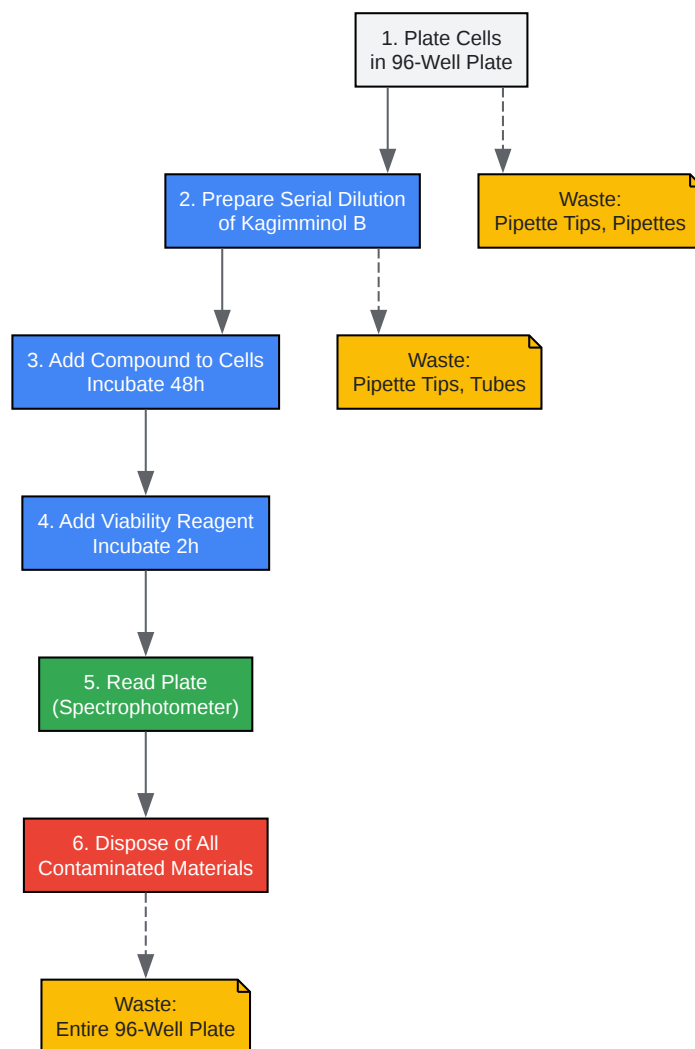 1. Plate Cells
in 96-Well Plate
2. Prepare Serial Dilution
of Kagimminol B
Waste:
Pipette Tips, Pipettes
3. Add Compound to Cells
Incubate 48h
Waste:
Pipette Tips, Tubes
4. Add Viability Reagent
Incubate 2h
5. Read Plate
(Spectrophotometer)
6. Dispose of All
Contaminated Materials
Waste:
Entire 96-Well Plate